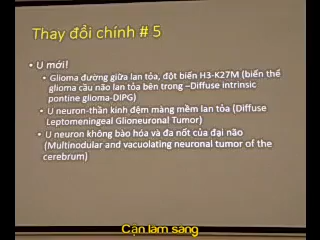 Thay đổi chính # 5
• U mới!
• Glioma đường giữa lan tỏa, đột biến H3-K27M (biến thể
glioma cầu não lan tỏa bên trong –Diffuse intrinsic
pontine glioma-DIPG)
• U neuron-thần kinh đệm màng mềm lan tỏa (Diffuse
Leptomeningeal Glioneuronal Tumor)
• U neuron không bào hóa và đa nốt của đại não
(Multinodular and vacuolating neuronal tumor of the
cerebrum)
Cận lâm sàng